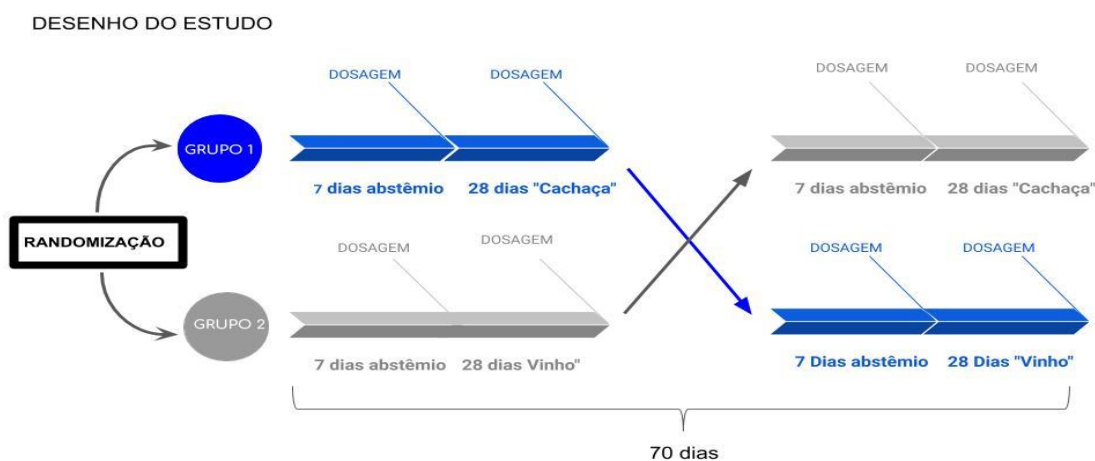 DESENHO DO ESTUDO
DOSAGEM DOSAGEM
GRUPO 1
7 dias abstêmio 28 dias "Cachaça"
DOSAGEM DOSAGEM
7 dias abstêmio 28 dias "Cachaça"
RANDOMIZAÇÃO
DOSAGEM DOSAGEM
GRUPO 2
7 dias abstêmio 28 dias Vinho"
DOSAGEM DOSAGEM
7 Dias abstêmio 28 Dias "Vinho"
70 dias